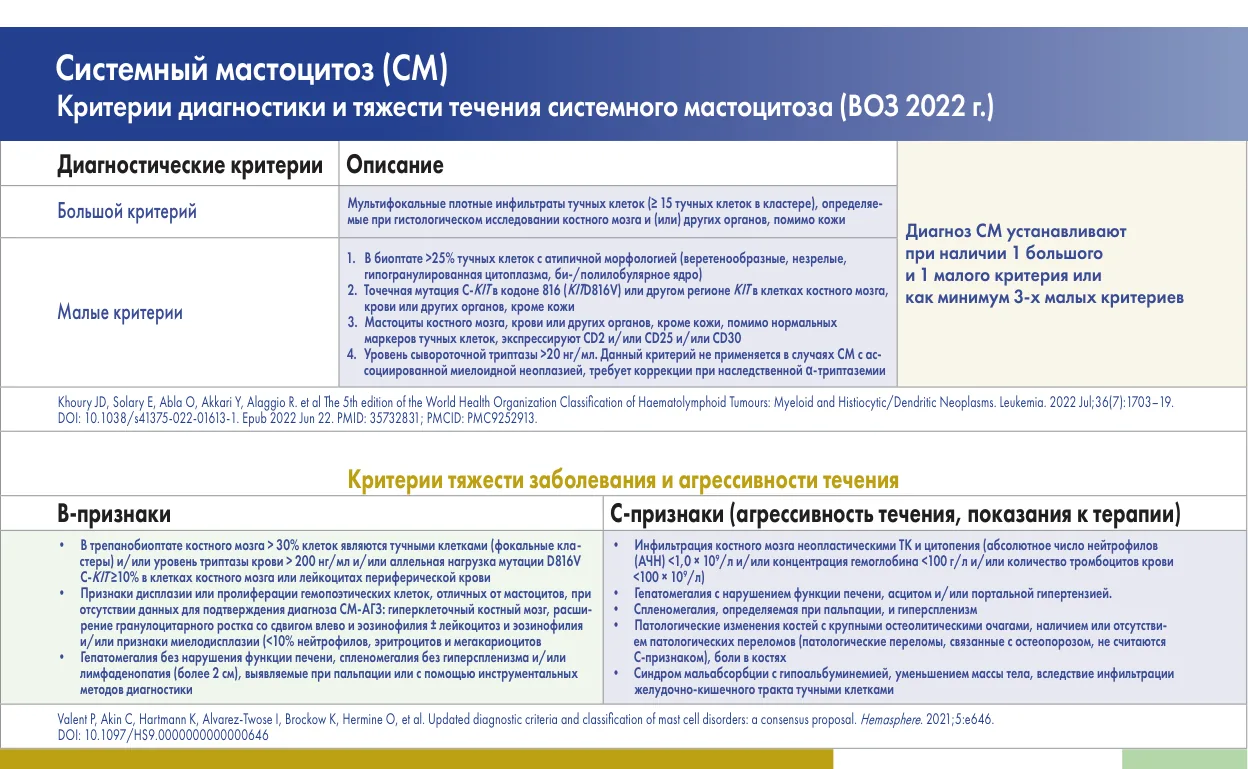 Системный мастоцитоз (СМ)
Критерии диагностики и тяжести течения системного мастоцитоза (ВОЗ 2022 г.)
Диагностические критерии
Описание
Большой критерий
Мультифокальные плотные инфильтраты тучных клеток (≥ 15 тучных клеток в кластере), определяе-
мые при гистологическом исследовании костного мозга и (или) других органов, помимо кожи
Малые критерии
1. В биоптате >25% тучных клеток с атипичной морфологией (веретенообразные, незрелые,
гипогранулированная цитоплазма, би-/полилобулярное ядро)
2. Точечная мутация C-KIT в кодоне 816 (KITD816V) или другом регионе KIT в клетках костного мозга,
крови или других органов, кроме кожи
3. Мастоциты костного мозга, крови или других органов, кроме кожи, помимо нормальных
маркеров тучных клеток, экспрессируют CD2 и/или CD25 и/или CD30
4. Уровень сывороточной триптазы >20 нг/мл. Данный критерий не применяется в случаях СМ с ас-
социированной миелоидной неоплазией, требует коррекции при наследственной α-триптаземии
Диагноз СМ устанавливают
при наличии 1 большого
и 1 малого критерия или
как минимум 3-х малых критериев
Khoury JD, Solary E, Abla O, Akkari Y, Alaggio R. et al The 5th edition of the World Health Organization Classification of Haematolymphoid Tumours: Myeloid and Histiocytic/Dendritic Neoplasms. Leukemia. 2022 Jul;36(7):1703–19.
DOI: 10.1038/s41375-022-01613-1. Epub 2022 Jun 22. PMID: 35732831; PMCID: PMC9252913.
Критерии тяжести заболевания и агрессивности течения
В-признаки
• В трепанобиоптате костного мозга > 30% клеток являются тучными клетками (фокальные кла-
стеры) и/или уровень триптазы крови > 200 нг/мл и/или аллельная нагрузка мутации D816V
C-KIT ≥10% в клетках костного мозга или лейкоцитах периферической крови
• Признаки дисплазии или пролиферации гемопоэтических клеток, отличных от мастоцитов, при
отсутствии данных для подтверждения диагноза СМ-АГЗ: гиперклеточный костный мозг, расши-
рение гранулоцитарного ростка со сдвигом влево и эозинофилия ± лейкоцитоз и эозинофилия
и/или признаки миелодисплазии (<10% нейтрофилов, эритроцитов и мегакариоцитов
• Гепатомегалия без нарушения функции печени, спленомегалия без гиперспленизма и/или
лимфаденопатия (более 2 см), выявляемые при пальпации или с помощью инструментальных
методов диагностики
С-признаки (агрессивность течения, показания к терапии)
• Инфильтрация костного мозга неопластическими ТК и цитопения (абсолютное число нейтрофилов
(АЧН) <1,0 × 10⁹/л и/или концентрация гемоглобина <100 г/л и/или количество тромбоцитов крови
<100 × 10⁹/л)
• Гепатомегалия с нарушением функции печени, асцитом и/или портальной гипертензией.
• Спленомегалия, определяемая при пальпации, и гиперспленизм
• Патологические изменения костей с крупными остеолитическими очагами, наличием или отсутстви-
ем патологических переломов (патологические переломы, связанные с остеопорозом, не считаются
С-признаком), боли в костях
• Синдром мальабсорбции с гипоальбуминемией, уменьшением массы тела, вследствие инфильтрации
желудочно-кишечного тракта тучными клетками
Valent P, Akin C, Hartmann K, Alvarez-Twose I, Brockow K, Hermine O, et al. Updated diagnostic criteria and classification of mast cell disorders: a consensus proposal. Hemasphere. 2021;5:e646.
DOI: 10.1097/HS9.0000000000000646